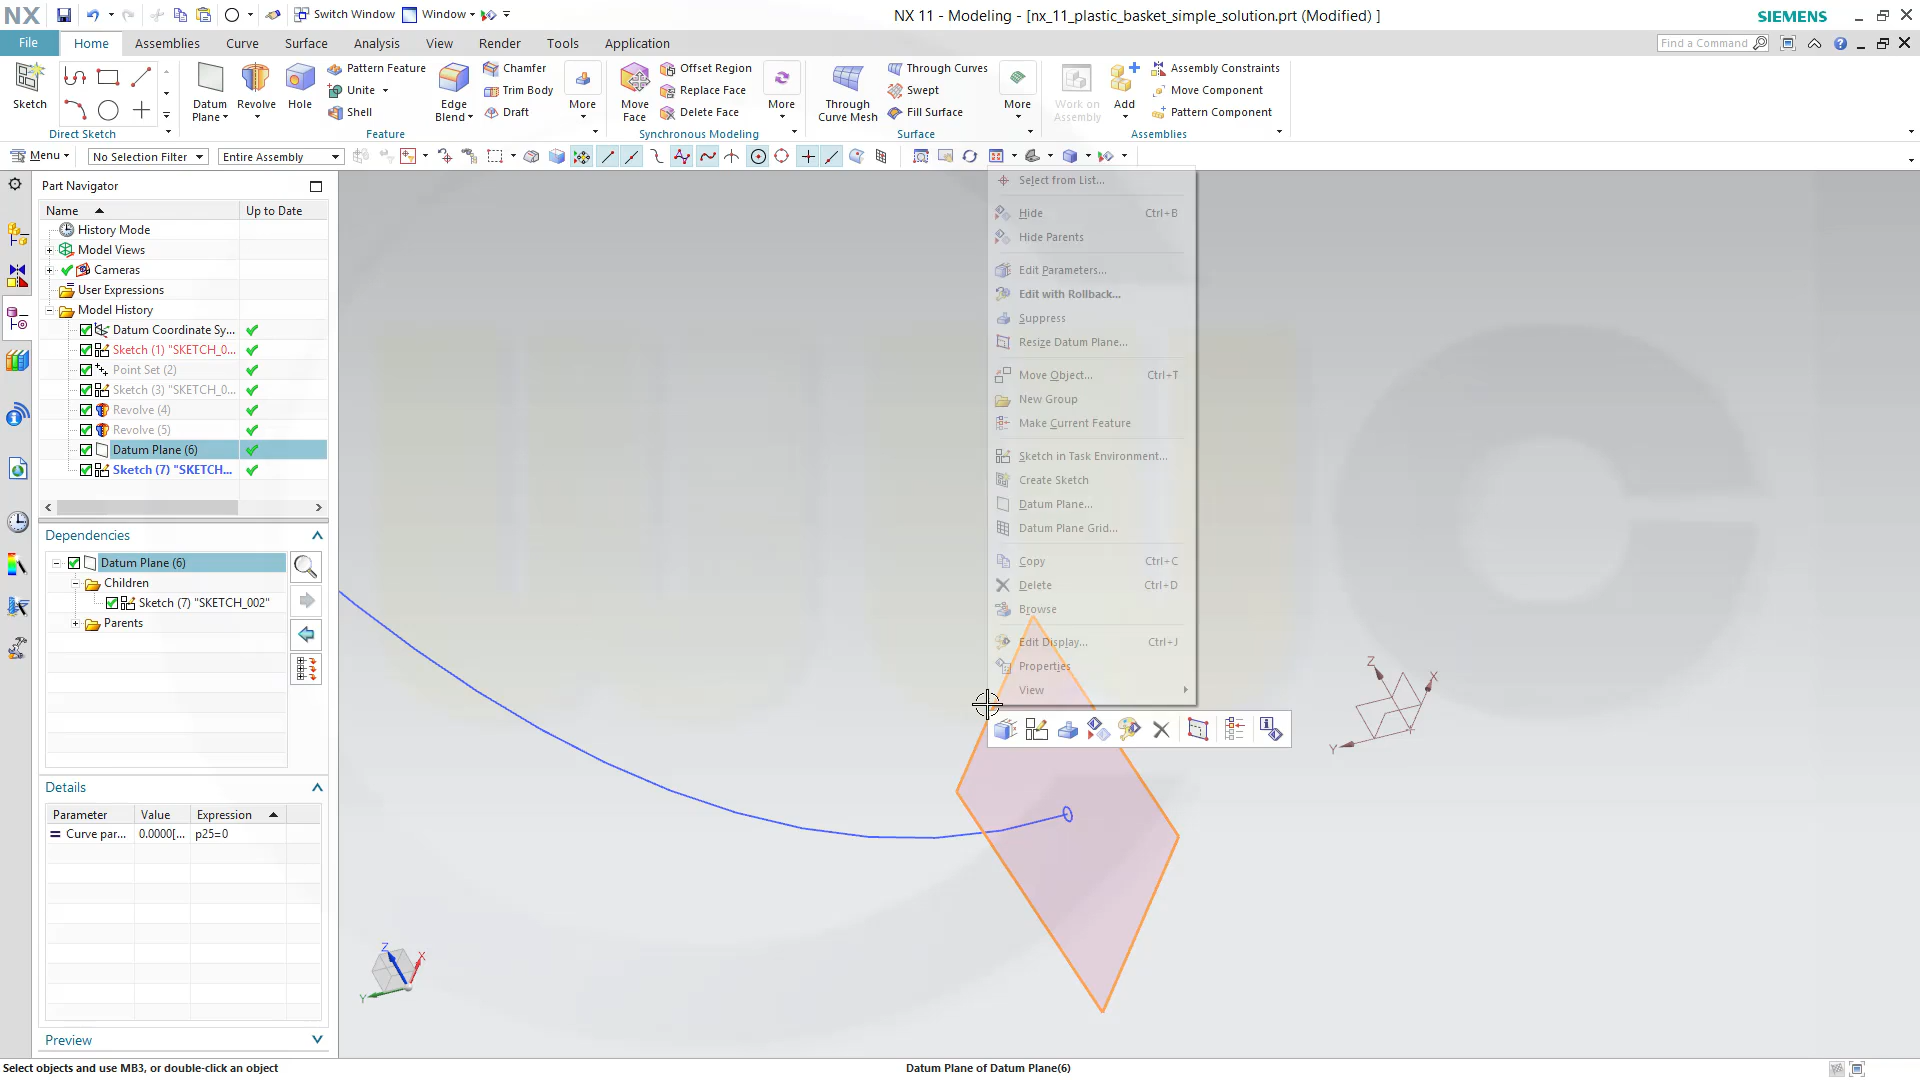 NX
Switch Window
Window
NX 11 - Modeling - [nx_11_plastic_basket_simple_solution.prt (Modified) ]
SIEMENS
File
Home
Assemblies
Curve
Surface
Analysis
View
Render
Tools
Application
Find a Command
Sketch
Direct Sketch
Datum Plane
Revolve
Hole
Pattern Feature
Unite
Shell
Edge Blend
Chamfer
Trim Body
Draft
More
Feature
Move Face
Offset Region
Replace Face
Delete Face
More
Synchronous Modeling
Through Curve Mesh
Through Curves
Swept
Fill Surface
More
Surface
Work on Assembly
Add
Assembly Constraints
Move Component
Pattern Component
Assemblies
Menu
No Selection Filter
Entire Assembly
Part Navigator
Name
Up to Date
History Mode
Model Views
Cameras
User Expressions
Model History
Datum Coordinate Sy...
Sketch (1) "SKETCH_0...
Point Set (2)
Sketch (3) "SKETCH_0...
Revolve (4)
Revolve (5)
Datum Plane (6)
Sketch (7) "SKETCH...
Dependencies
Datum Plane (6)
Children
Sketch (7) "SKETCH_002"
Parents
Details
Parameter Value Expression
Curve par... 0.0000[... p25=0
Preview
Select from List...
Hide Ctrl+B
Hide Parents
Edit Parameters...
Edit with Rollback...
Suppress
Resize Datum Plane...
Move Object... Ctrl+T
New Group
Make Current Feature
Sketch in Task Environment...
Create Sketch
Datum Plane...
Datum Plane Grid...
Copy Ctrl+C
Delete Ctrl+D
Browse
Edit Display... Ctrl+J
Properties
View
Z
X
Y
Z
X
Y
Select objects and use MB3, or double-click an object
Datum Plane of Datum Plane(6)